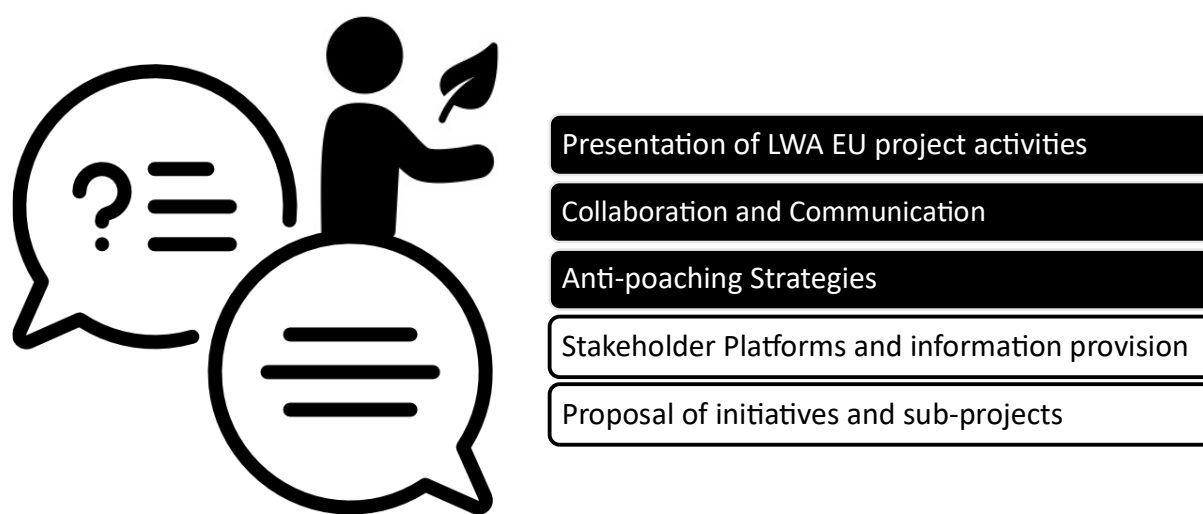 ?
Presentation of LWA EU project activities
Collaboration and Communication
Anti-poaching Strategies
Stakeholder Platforms and information provision
Proposal of initiatives and sub-projects